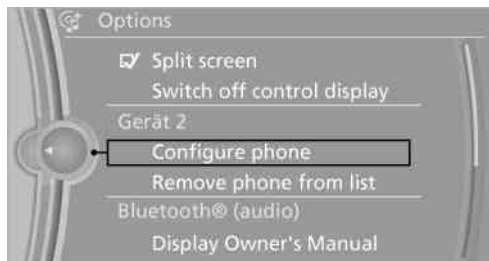 Options
Split screen
Switch off control display
Gerät 2
Configure phone
Remove phone from list
Bluetooth® (audio)
Display Owner's Manual